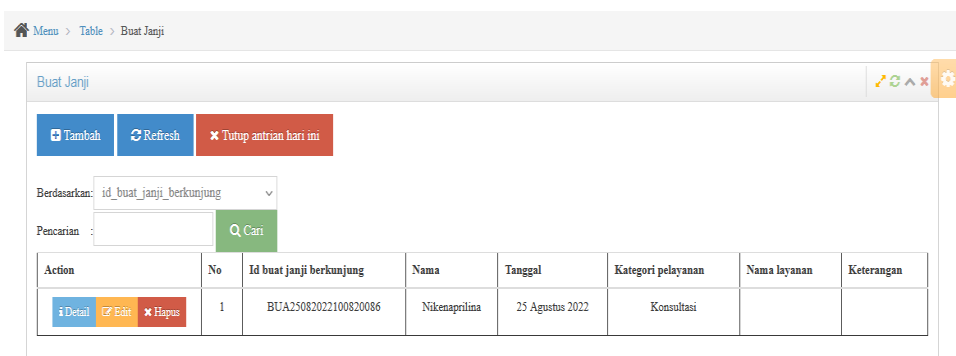 Menu > Table > Buat Janji
Buat Janji
Tambah Refresh Tutup antrian hari ini
Berdasarkan: id_buat_janji_berkunjung
Pencarian :
Cari
Action No Id buat janji berkunjung Nama Tanggal Kategori pelayanan Nama layanan Keterangan
Detail Edit Hapus 1 BUA25082022100820086 Nikenaprilina 25 Agustus 2022 Konsultasi